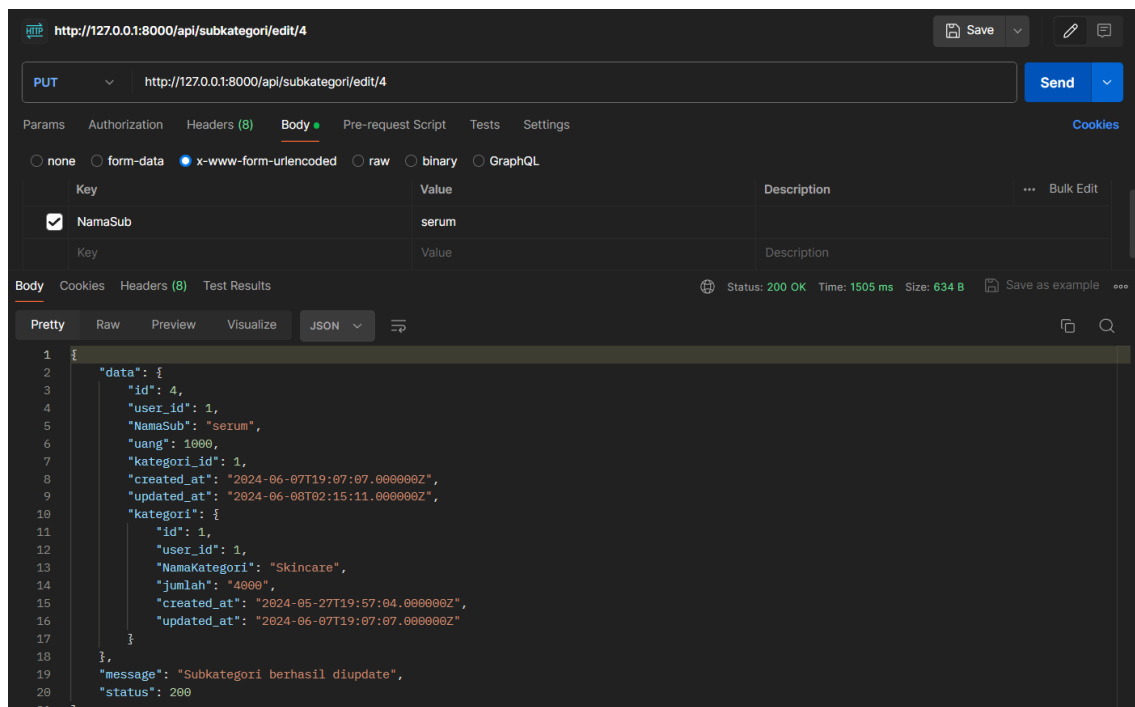 HTTP http://127.0.0.1:8000/api/subkategori/edit/4 Save
PUT http://127.0.0.1:8000/api/subkategori/edit/4 Send
Params Authorization Headers (8) Body Pre-request Script Tests Settings Cookies
none form-data x-www-form-urlencoded raw binary GraphQL
Key Value Description ••• Bulk Edit
NamaSub serum
Key Value Description
Body Cookies Headers (8) Test Results Status: 200 OK Time: 1505 ms Size: 634 B Save as example
Pretty Raw Preview Visualize JSON
1 {
2 "data": {
3 "id": 4,
4 "user_id": 1,
5 "NamaSub": "serum",
6 "uang": 1000,
7 "kategori_id": 1,
8 "created_at": "2024-06-07T19:07:07.000000Z",
9 "updated_at": "2024-06-08T02:15:11.000000Z",
10 "kategori": {
11 "id": 1,
12 "user_id": 1,
13 "NamaKategori": "Skincare",
14 "jumlah": "4000",
15 "created_at": "2024-05-27T19:57:04.000000Z",
16 "updated_at": "2024-06-07T19:07:07.000000Z"
17 }
18 },
19 "message": "Subkategori berhasil diupdate",
20 "status": 200